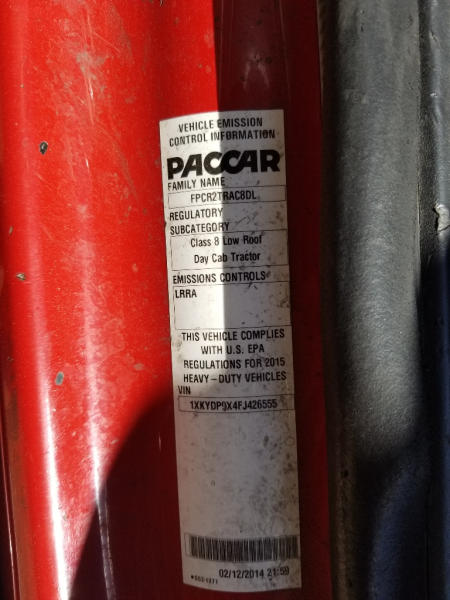 VEHICLE EMISSION
CONTROL INFORMATION
PACCAR
FAMILY NAME
FPCR2TRAC8DL
REGULATORY
SUBCATEGORY
Class 8 Low Roof
Day Cab Tractor
EMISSIONS CONTROLS
LRRA
THIS VEHICLE COMPLIES
WITH U.S. EPA
REGULATIONS FOR 2015
HEAVY-DUTY VEHICLES
VIN
1XKYDP9X4FJ426555
02/12/2014 21:59